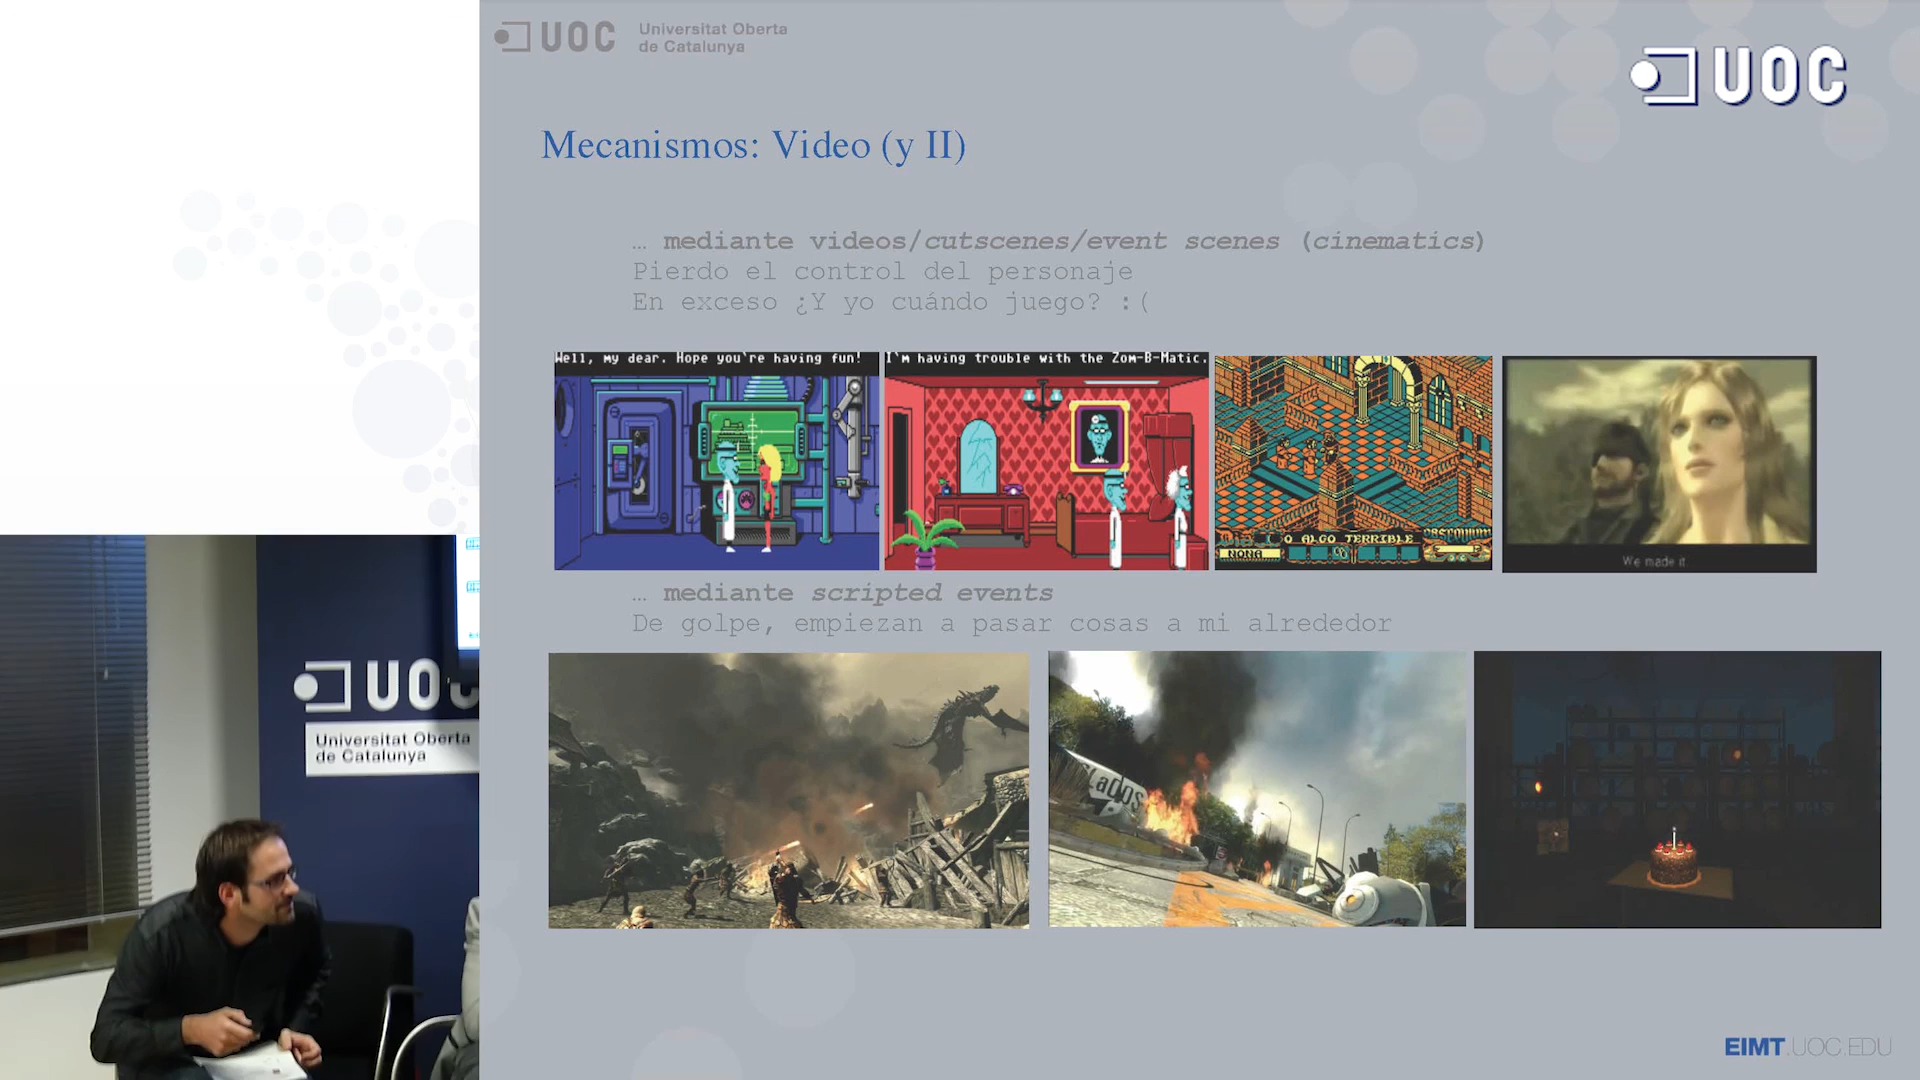 UOC
Universitat Oberta
de Catalunya
UOC
Mecanismos: Video (y II)
… mediante videos/cutscenes/event scenes (cinematics)
Pierdo el control del personaje
En exceso ¿Y yo cuándo juego? :(
Well, my dear. Hope you're having fun!
I'm having trouble with the Zom-B-Matic.
O ALGO TERRIBLE
OBSEQUIUM
NONA
We made it.
… mediante scripted events
De golpe, empiezan a pasar cosas a mi alrededor
Lados
UOC
Universitat Oberta
de Catalunya
EIMT.UOC.EDU